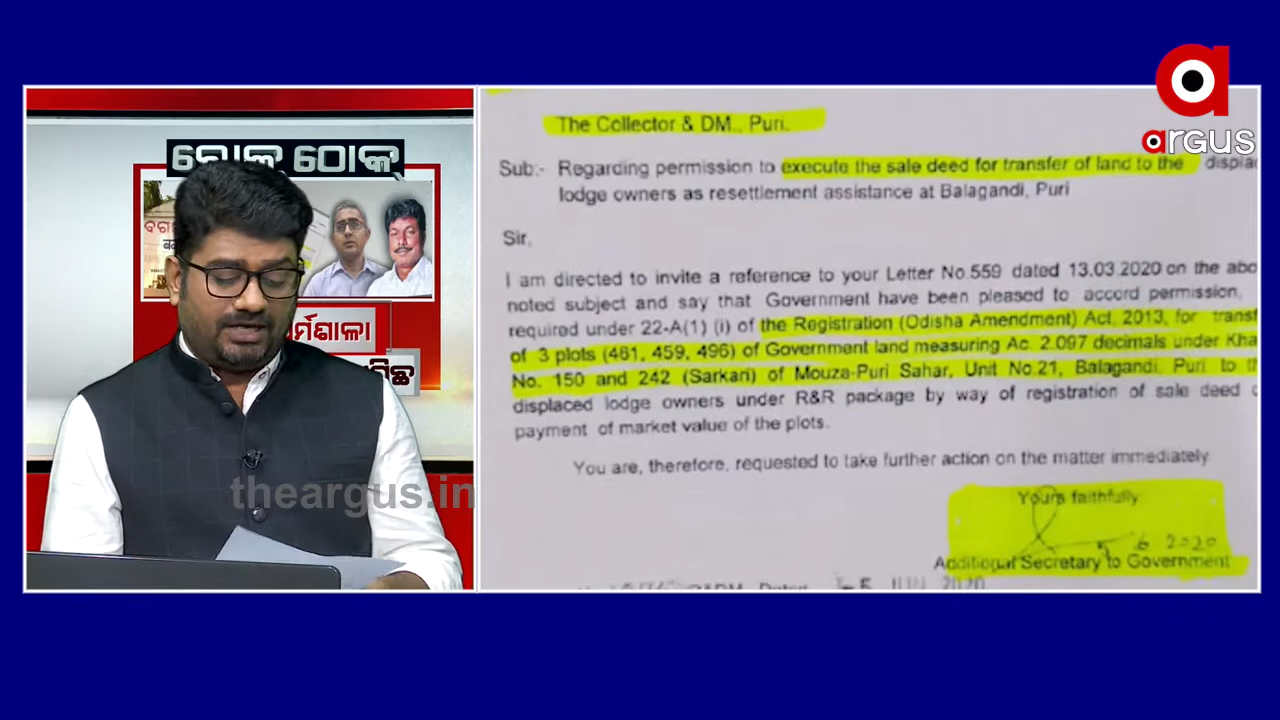 argus
ଠୋକ୍
ର୍ମଶାଳା
theargus.in
The Collector & DM., Puri.
Sub:- Regarding permission to execute the sale deed for transfer of land to the
lodge owners as resettlement assistance at Balagandi, Puri
Sir,
I am directed to invite a reference to your Letter No.559 dated 13.03.2020 on the
noted subject and say that Government have been pleased to accord permission,
required under 22-A(1) (i) of the Registration (Odisha Amendment) Act, 2013, for
of 3 plots (461, 459, 496) of Government land measuring Ac. 2.097 decimals under
No. 150 and 242 (Sarkari) of Mouza-Puri Sahar, Unit No.21, Balagandi, Puri to
displaced lodge owners under R&R package by way of registration of sale deed
payment of market value of the plots.
You are, therefore, requested to take further action on the matter immediately
Yours faithfully
2020
Additional Secretary to Government